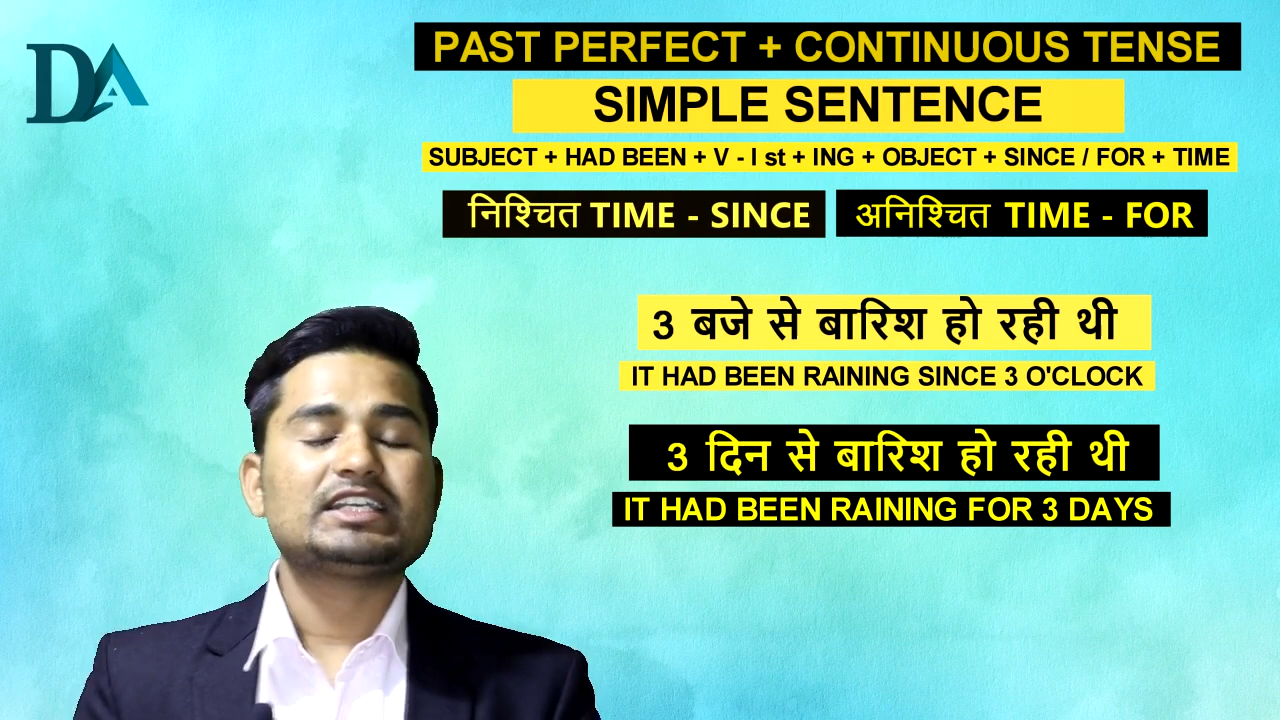 DA
PAST PERFECT + CONTINUOUS TENSE
SIMPLE SENTENCE
SUBJECT + HAD BEEN + V - I st + ING + OBJECT + SINCE / FOR + TIME
निश्चित TIME - SINCE
अनिश्चित TIME - FOR
3 बजे से बारिश हो रही थी
IT HAD BEEN RAINING SINCE 3 O'CLOCK
3 दिन से बारिश हो रही थी
IT HAD BEEN RAINING FOR 3 DAYS